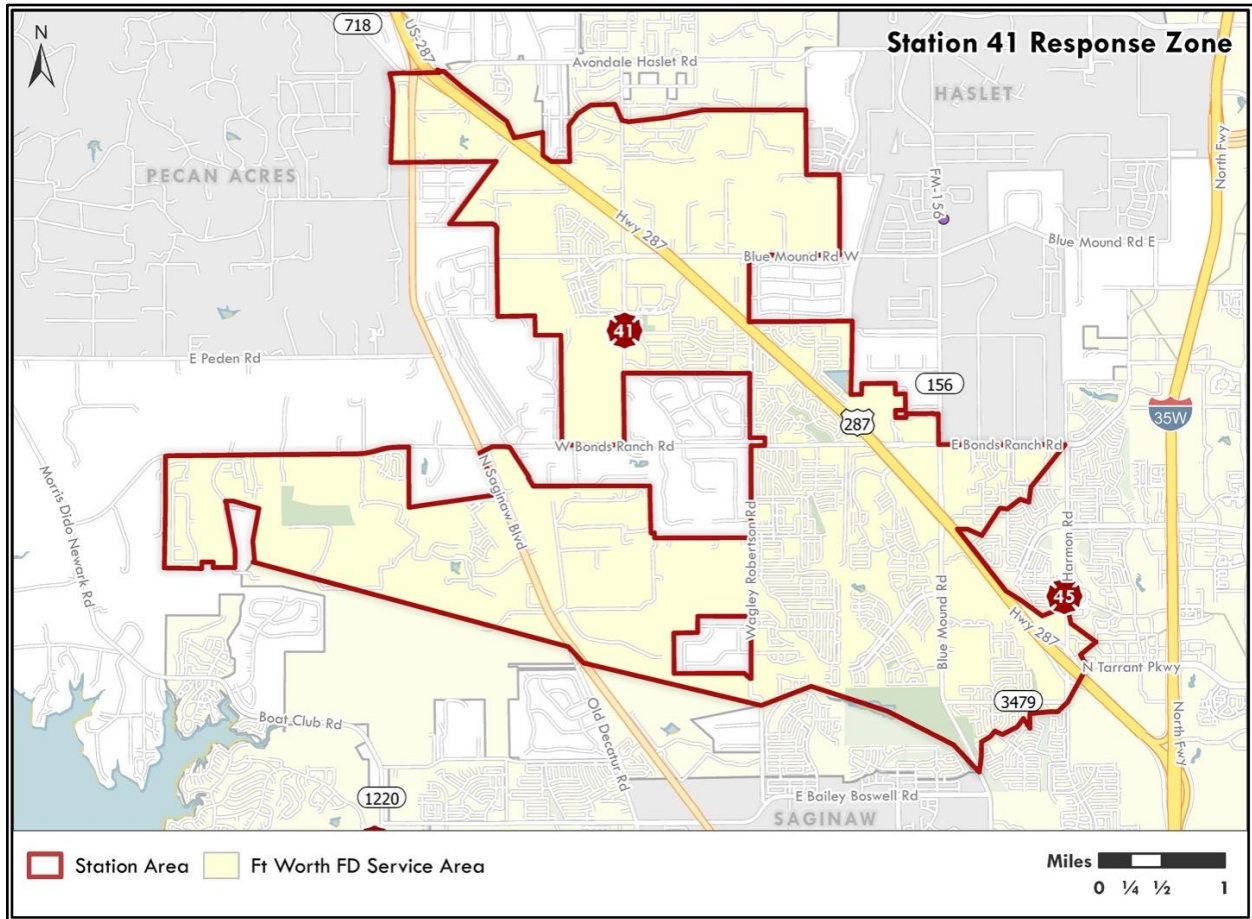 Station 41 Response Zone
N
718
US-287
Avondale Haslet Rd
HASLET
PECAN ACRES
North Fwy
FM-156
Hwy 287
Blue Mound Rd E
Blue Mound Rd W
41
E Peden Rd
156
287
35W
W Bonds Ranch Rd
E Bonds Ranch Rd
N Saginaw Blvd
Morris Dido Newark Rd
Wagley Robertson Rd
Harmon Rd
45
Blue Mound Rd
Hwy 287
N Tarrant Pkwy
3479
Boat Club Rd
Old Decatur Rd
North Fwy
1220
E Bailey Boswell Rd
SAGINAW
Station Area
Ft Worth FD Service Area
Miles
0 ¼ ½ 1